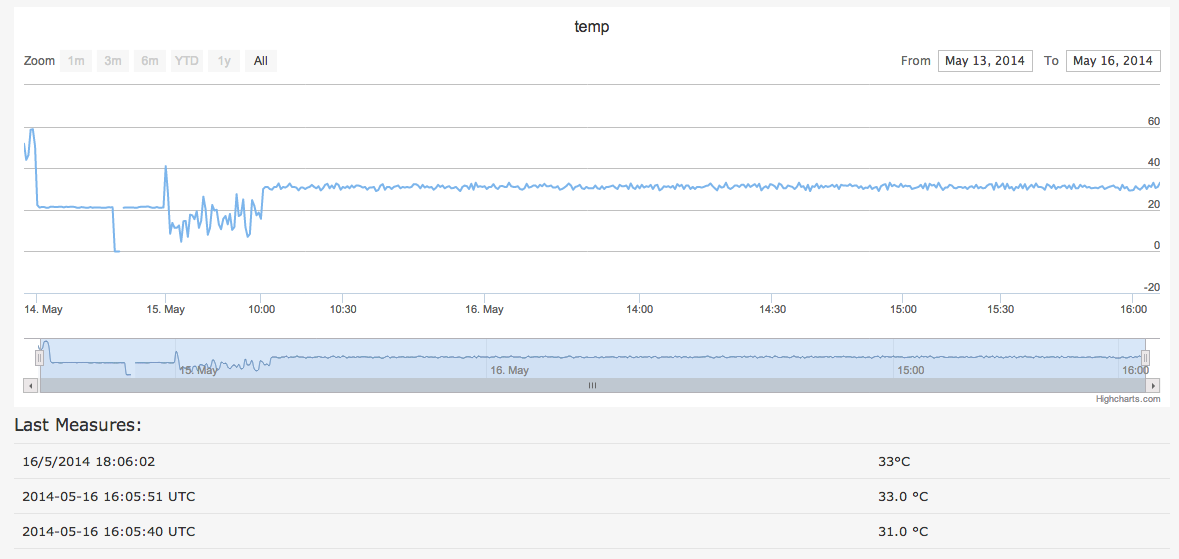 temp
Zoom 1m 3m 6m YTD 1y All From May 13, 2014 To May 16, 2014
60
40
20
0
-20
14. May 15. May 10:00 10:30 16. May 14:00 14:30 15:00 15:30 16:00
15. May 16. May 15:00 16:00
Highcharts.com
Last Measures:
16/5/2014 18:06:02 33°C
2014-05-16 16:05:51 UTC 33.0 °C
2014-05-16 16:05:40 UTC 31.0 °C